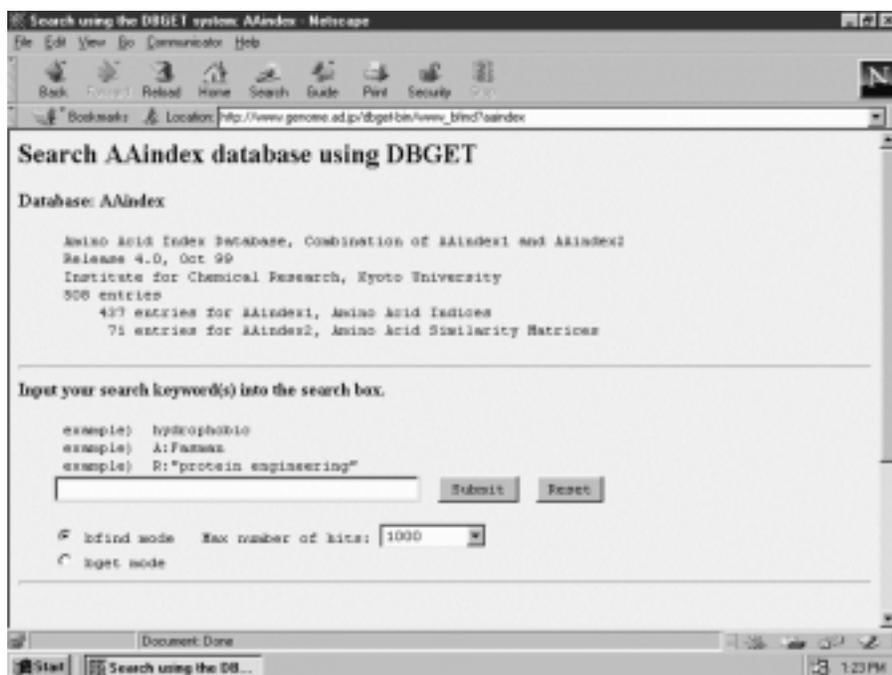 Search using the DBGET system: AAindex - Netscape
File Edit View Go Communicator Help
Back Forward Reload Home Search Guide Print Security Stop
N
Bookmarks Location: http://www.genome.ad.jp/dbget-bin/www_bfind?aaindex
Search AAindex database using DBGET
Database: AAindex
Amino Acid Index Database, Combination of AAindex1 and AAindex2
Release 4.0, Oct 99
Institute for Chemical Research, Kyoto University
508 entries
437 entries for AAindex1, Amino Acid Indices
71 entries for AAindex2, Amino Acid Similarity Matrices
Input your search keyword(s) into the search box.
example) hydrophobic
example) A:Fasman
example) R:"protein engineering"
Submit Reset
bfind mode Max number of hits: 1000
bget mode
Document: Done
Start Search using the DB... 1:23 PM